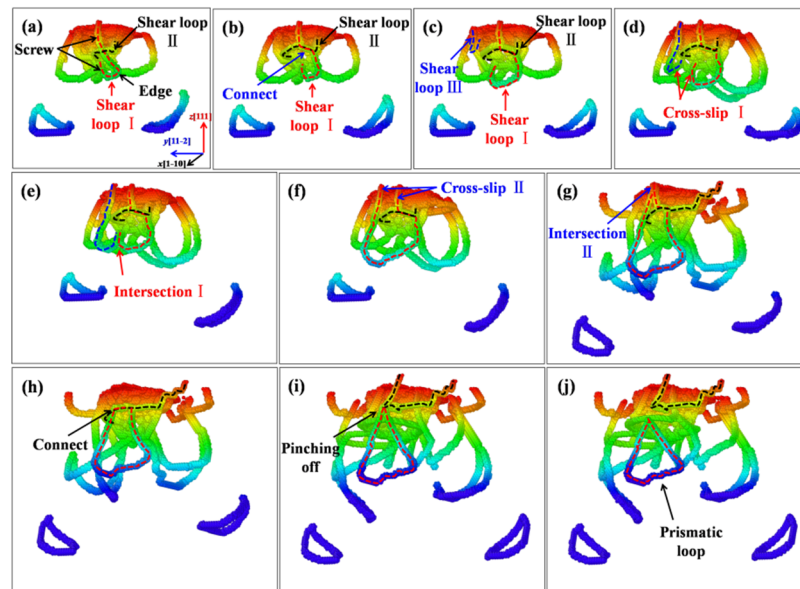 (a)
Shear loop
II
Screw
Edge
Shear
loop I
z[111]
y[11-2]
x[1-10]
(b)
Shear loop
II
Connect
Shear
loop I
(c)
Shear loop
II
Shear
loop III
Shear
loop I
(d)
Cross-slip I
(e)
Intersection I
(f)
Cross-slip II
(g)
Intersection
II
(h)
Connect
(i)
Pinching
off
(j)
Prismatic
loop